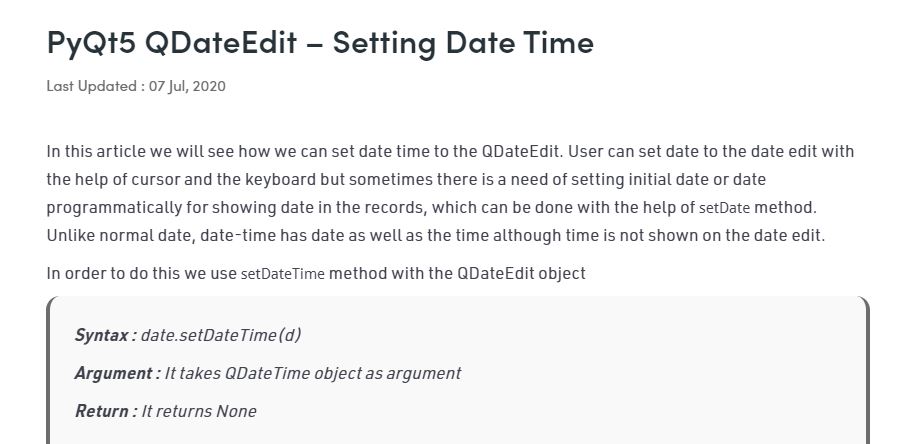 PyQt5 QDateEdit – Setting Date Time
Last Updated : 07 Jul, 2020
In this article we will see how we can set date time to the QDateEdit. User can set date to the date edit with
the help of cursor and the keyboard but sometimes there is a need of setting initial date or date
programmatically for showing date in the records, which can be done with the help of setDate method.
Unlike normal date, date-time has date as well as the time although time is not shown on the date edit.
In order to do this we use setDateTime method with the QDateEdit object
Syntax : date.setDateTime(d)
Argument : It takes QDateTime object as argument
Return : It returns None